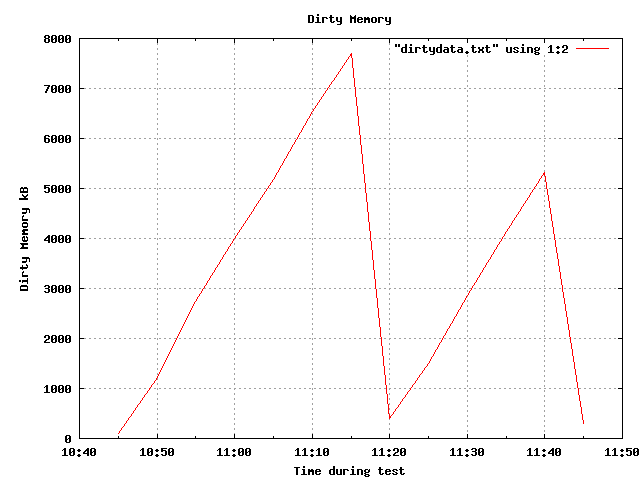 Dirty Memory
"dirtydata.txt" using 1:2
8000
7000
6000
5000
4000
3000
2000
1000
0
Dirty Memory kB
10:40 10:50 11:00 11:10 11:20 11:30 11:40 11:50
Time during test